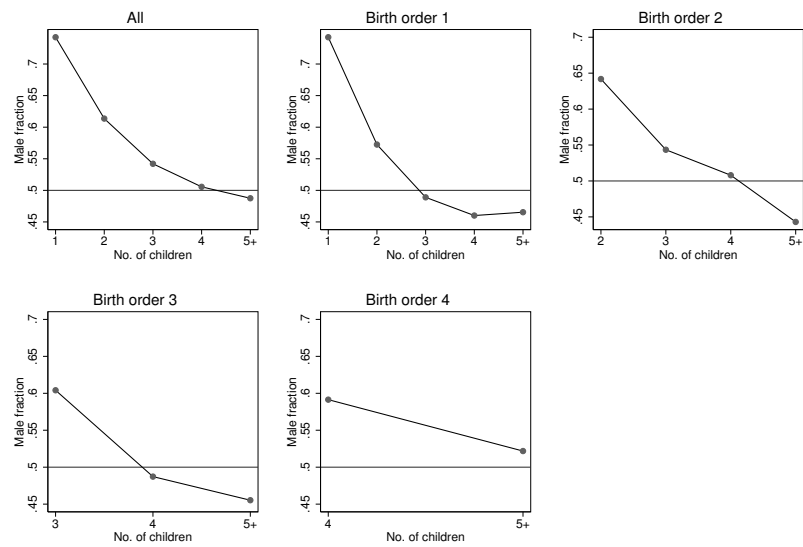 All
Male fraction
.45 .5 .55 .6 .65 .7
1 2 3 4 5+
No. of children
Birth order 1
Male fraction
.45 .5 .55 .6 .65 .7
1 2 3 4 5+
No. of children
Birth order 2
Male fraction
.45 .5 .55 .6 .65 .7
2 3 4 5+
No. of children
Birth order 3
Male fraction
.45 .5 .55 .6 .65 .7
3 4 5+
No. of children
Birth order 4
Male fraction
.45 .5 .55 .6 .65 .7
4 5+
No. of children